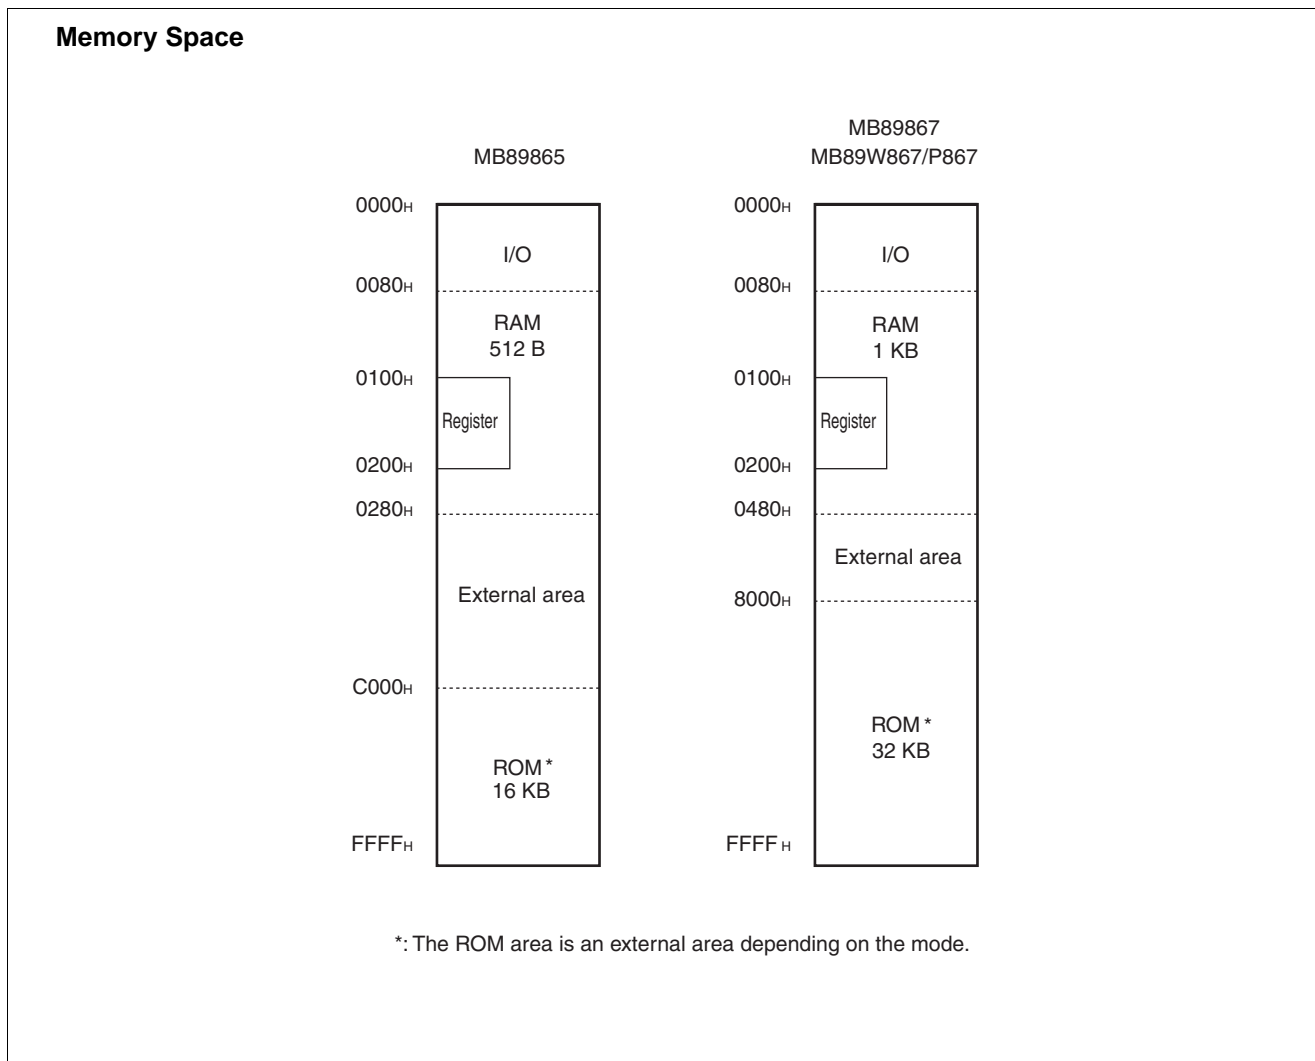 Memory Space
MB89865
0000H
I/O
0080H
RAM
512 B
0100H
Register
0200H
0280H
External area
C000H
ROM *
16 KB
FFFFH
MB89867
MB89W867/P867
0000H
I/O
0080H
RAM
1 KB
0100H
Register
0200H
0480H
External area
8000H
ROM *
32 KB
FFFF H
*: The ROM area is an external area depending on the mode.